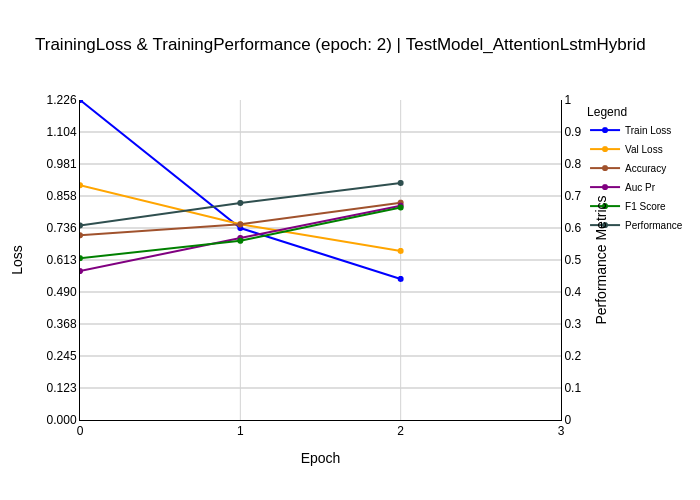 TrainingLoss & TrainingPerformance (epoch: 2) | TestModel_AttentionLstmHybrid
1.226
1.104
0.981
0.858
0.736
0.613
0.490
0.368
0.245
0.123
0.000
Loss
0
1
2
3
Epoch
1
0.9
0.8
0.7
0.6
0.5
0.4
0.3
0.2
0.1
0
Performance Metrics
Legend
Train Loss
Val Loss
Accuracy
Auc Pr
F1 Score
Performance